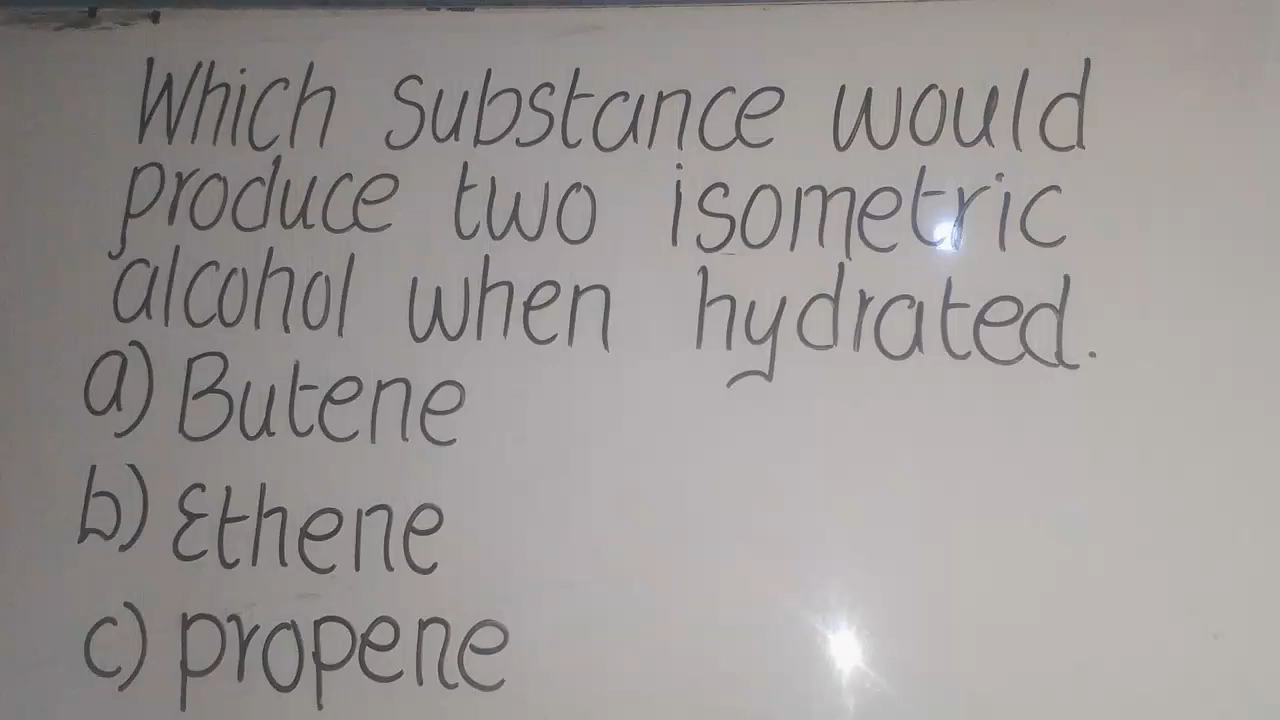 Which substance would
produce two isometric
alcohol when hydrated.
a) Butene
b) Ethene
c) propene